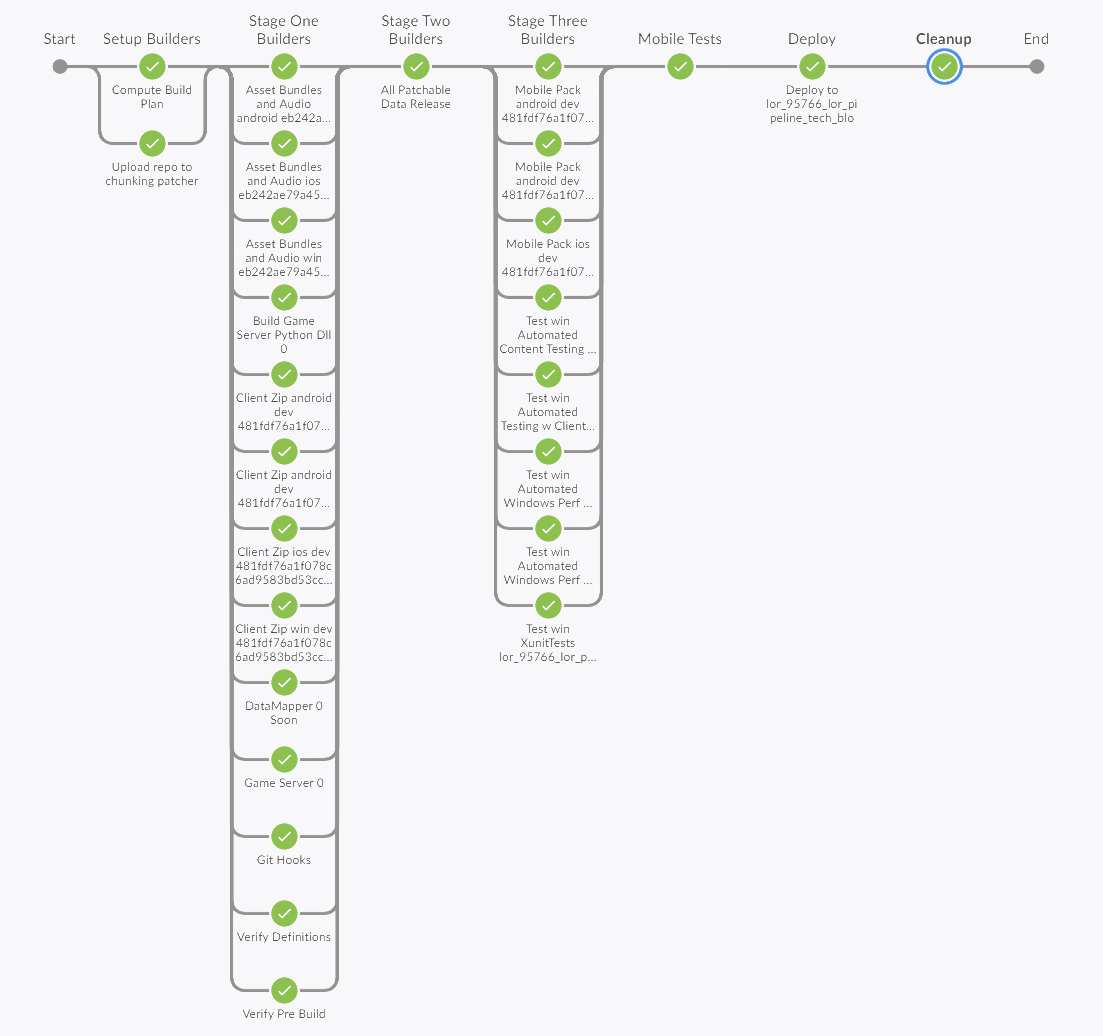 Start
Setup Builders
Stage One
Builders
Stage Two
Builders
Stage Three
Builders
Mobile Tests
Deploy
Cleanup
End
Compute Build
Plan
Upload repo to
chunking patcher
Asset Bundles
and Audio
android eb242a...
Asset Bundles
and Audio ios
eb242ae79a45...
Asset Bundles
and Audio win
eb242ae79a45...
Build Game
Server Python Dll
0
Client Zip android
dev
481fdf76a1f07...
Client Zip android
dev
481fdf76a1f07...
Client Zip ios dev
481fdf76a1f078c
6ad9583bd53cc...
Client Zip win dev
481fdf76a1f078c
6ad9583bd53cc...
DataMapper 0
Soon
Game Server 0
Git Hooks
Verify Definitions
Verify Pre Build
All Patchable
Data Release
Mobile Pack
android dev
481fdf76a1f07...
Mobile Pack
android dev
481fdf76a1f07...
Mobile Pack ios
dev
481fdf76a1f07...
Test win
Automated
Content Testing ...
Test win
Automated
Testing w Client...
Test win
Automated
Windows Perf ...
Test win
Automated
Windows Perf ...
Test win
XunitTests
lor_95766_lor_p...
Deploy to
lor_95766_lor_pi
peline_tech_blo